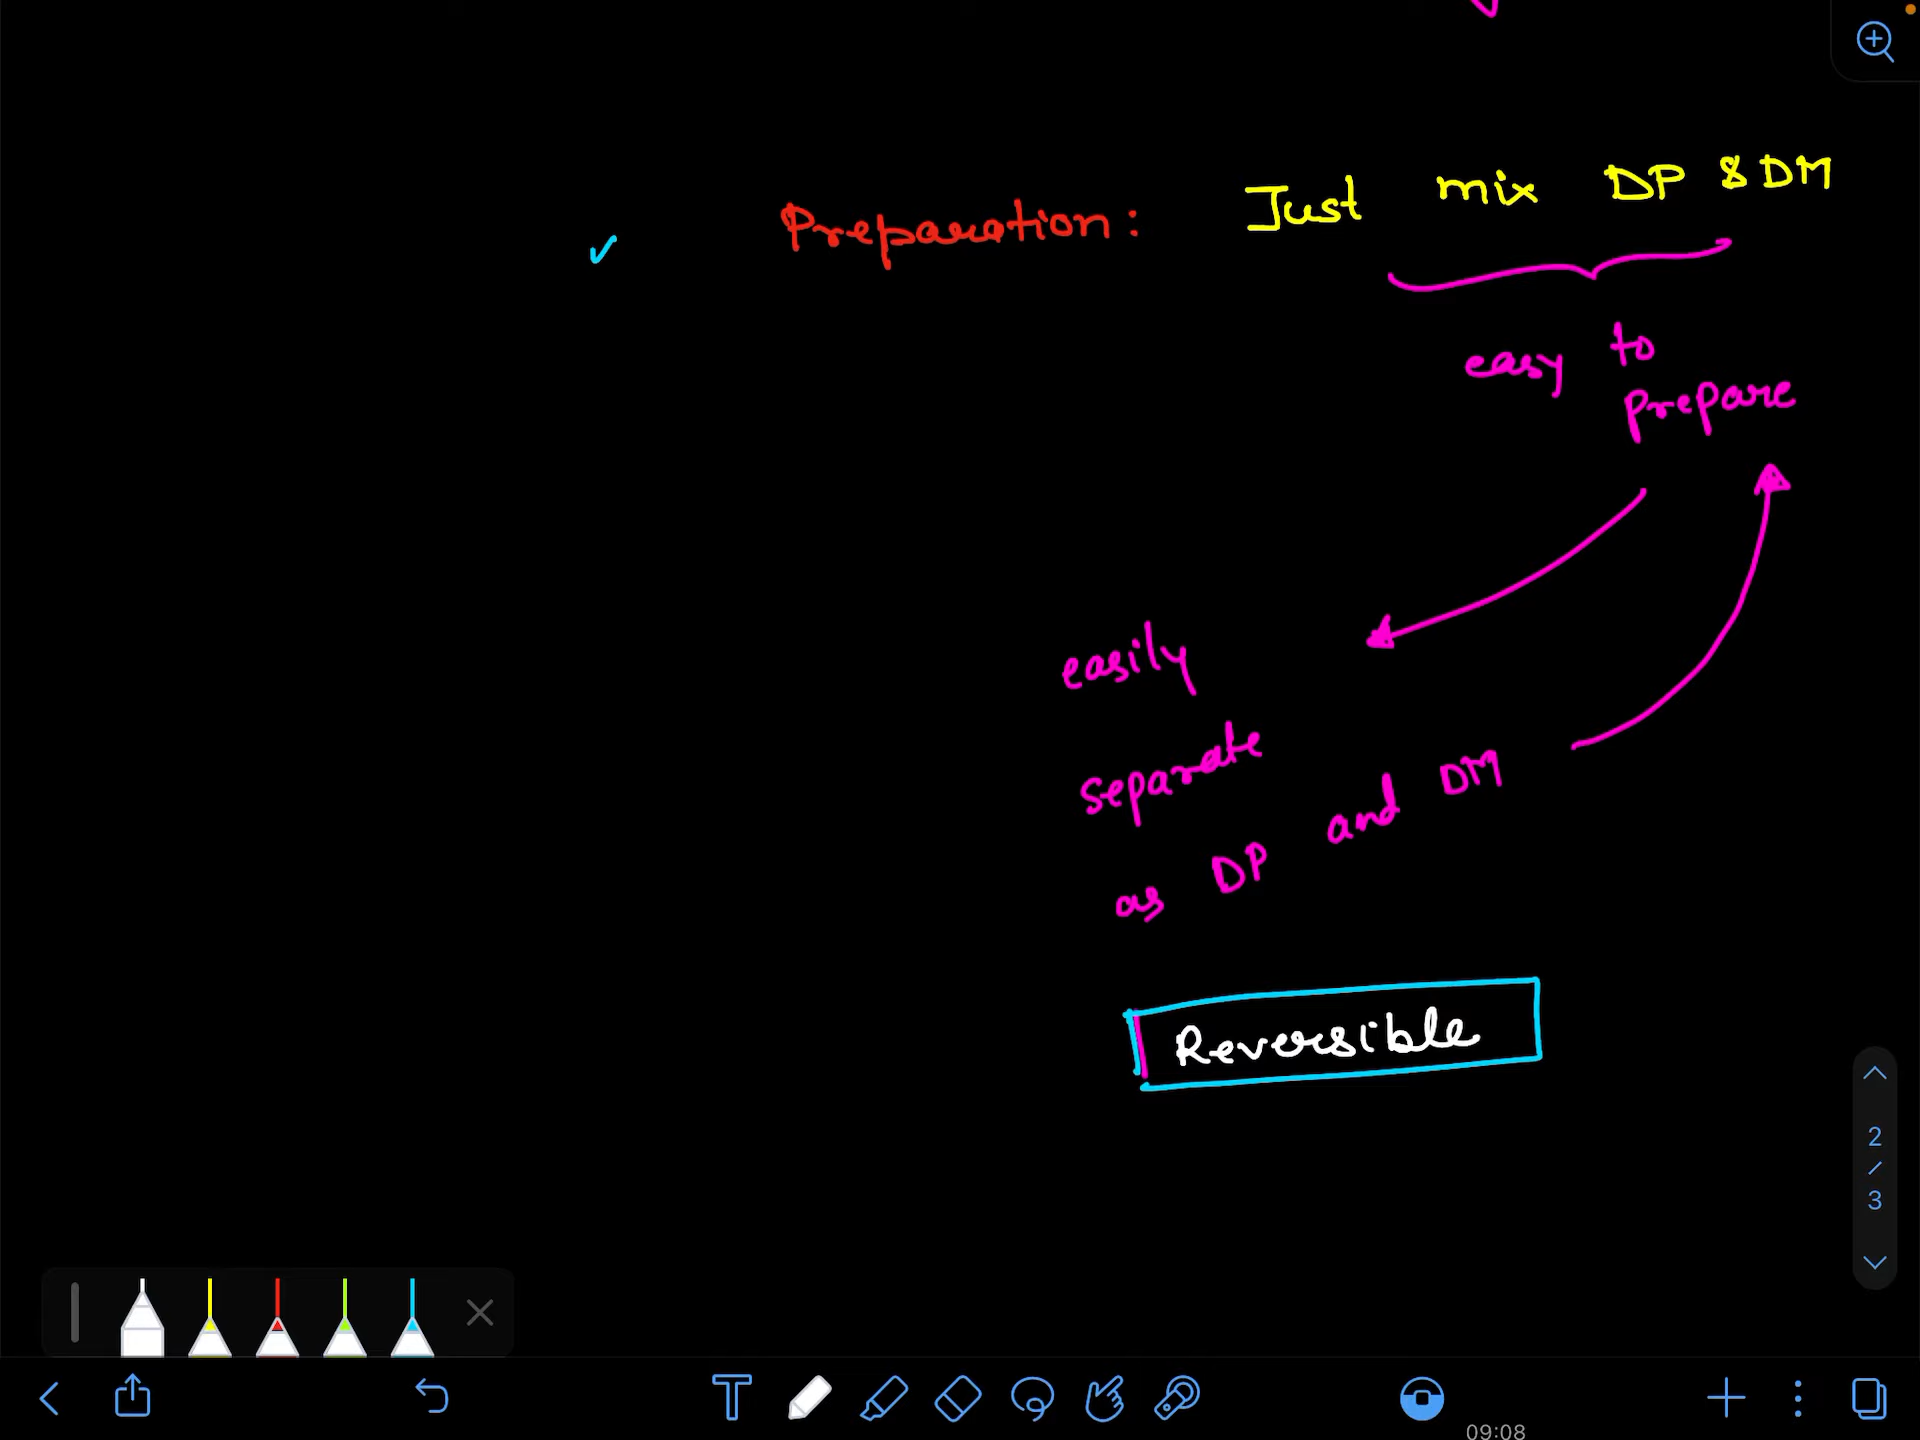 Preparation: Just mix DP & DM
easy to
prepare
easily
separate
as DP and DM
Reversible
2
/
3
T
09:08